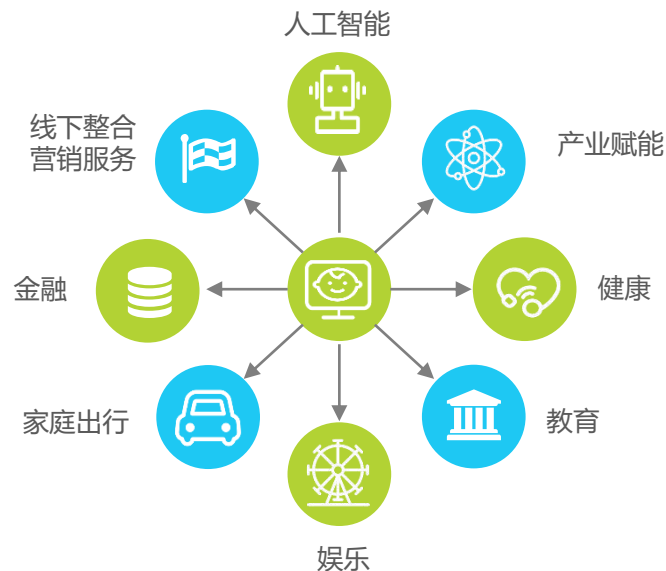 人工智能
线下整合
营销服务
产业赋能
金融
健康
家庭出行
教育
娱乐